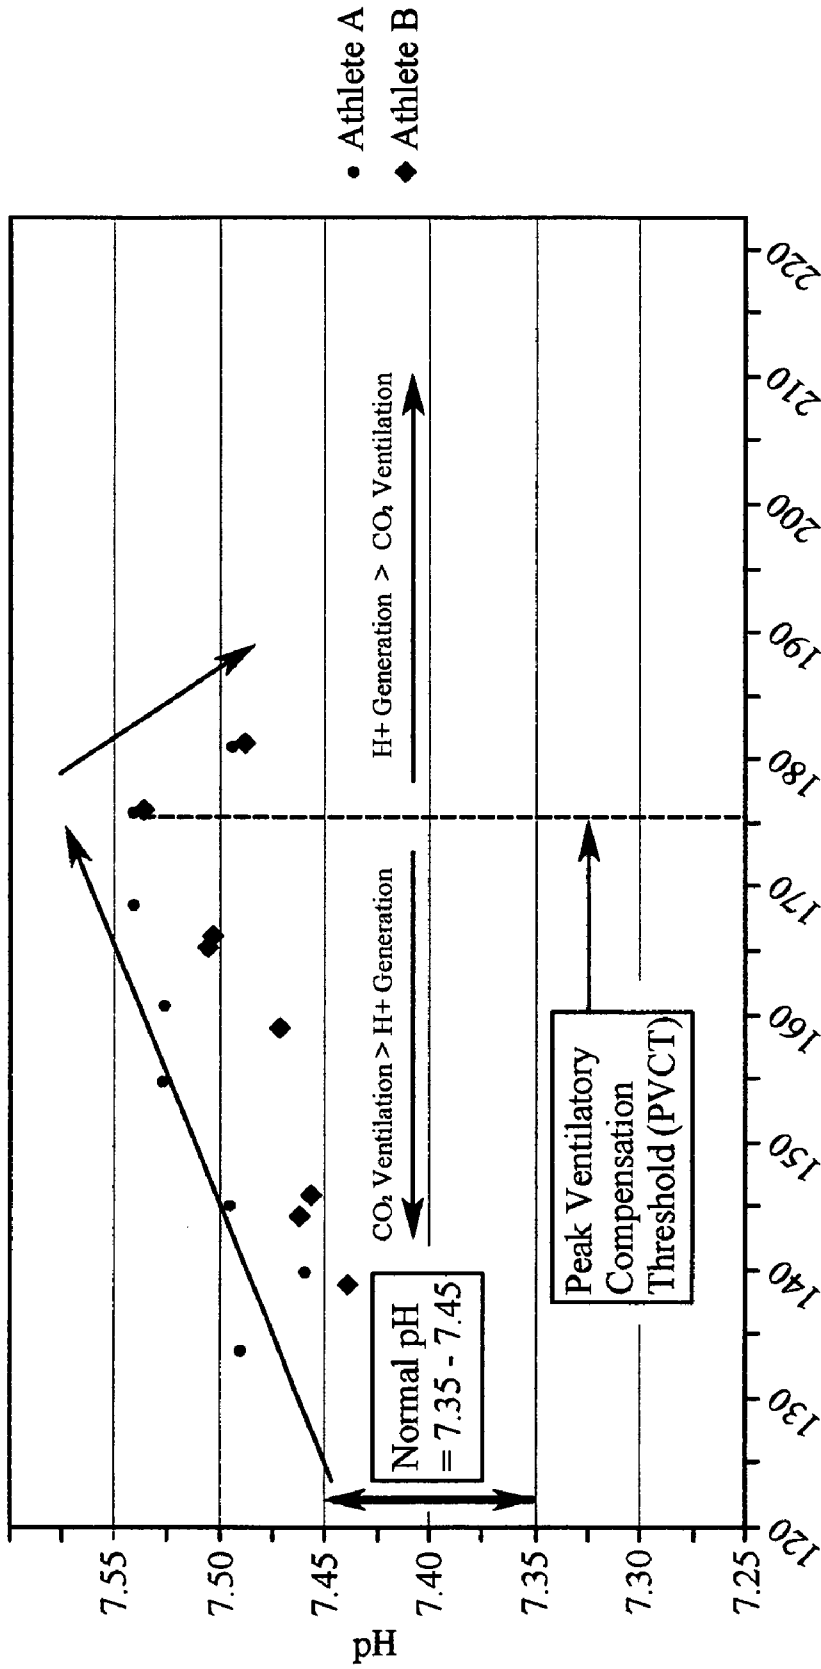 pH
7.55
7.50
7.45
7.40
7.35
7.30
7.25
120
130
140
150
160
170
180
190
200
210
220
Normal pH
= 7.35 - 7.45
CO₂ Ventilation > H+ Generation
H+ Generation > CO₂ Ventilation
Peak Ventilatory
Compensation
Threshold (PVCT)
Athlete A
Athlete B